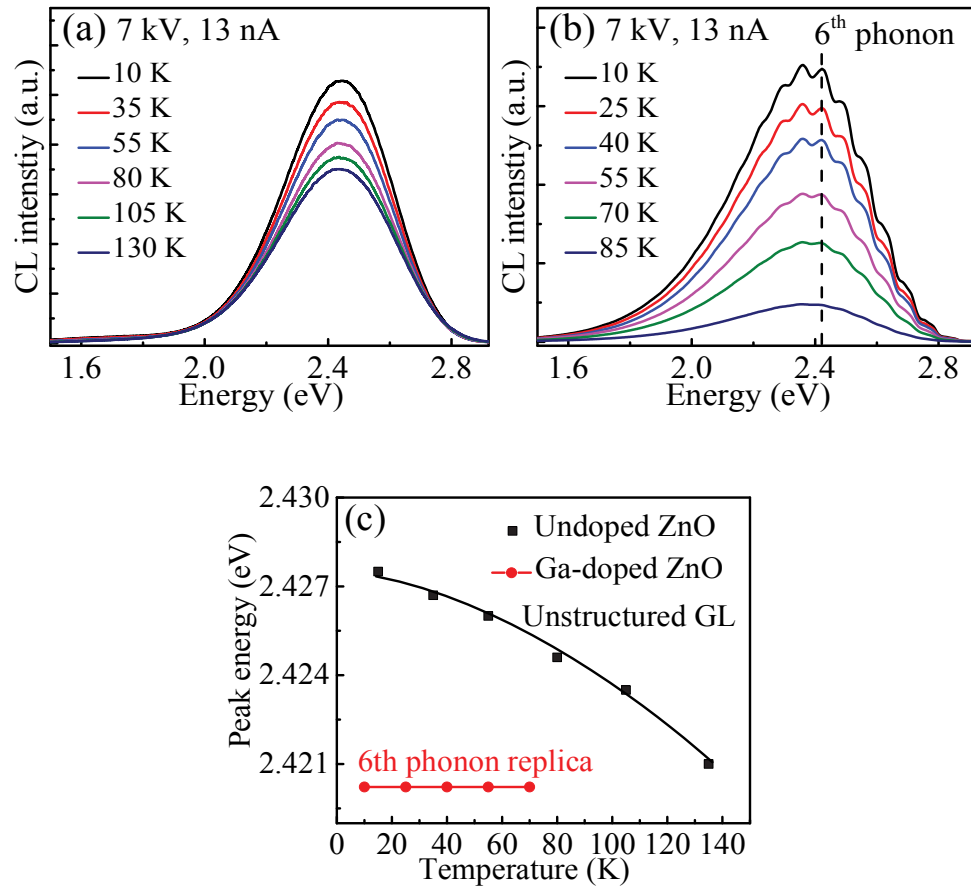 (a) 7 kV, 13 nA
10 K
35 K
55 K
80 K
105 K
130 K
CL intenstiy (a.u.)
1.6 2.0 2.4 2.8
Energy (eV)
(b) 7 kV, 13 nA
6th phonon
10 K
25 K
40 K
55 K
70 K
85 K
CL intenstiy (a.u.)
1.6 2.0 2.4 2.8
Energy (eV)
(c)
Undoped ZnO
Ga-doped ZnO
Unstructured GL
6th phonon replica
2.430
2.427
2.424
2.421
Peak energy (eV)
0 20 40 60 80 100 120 140
Temperature (K)